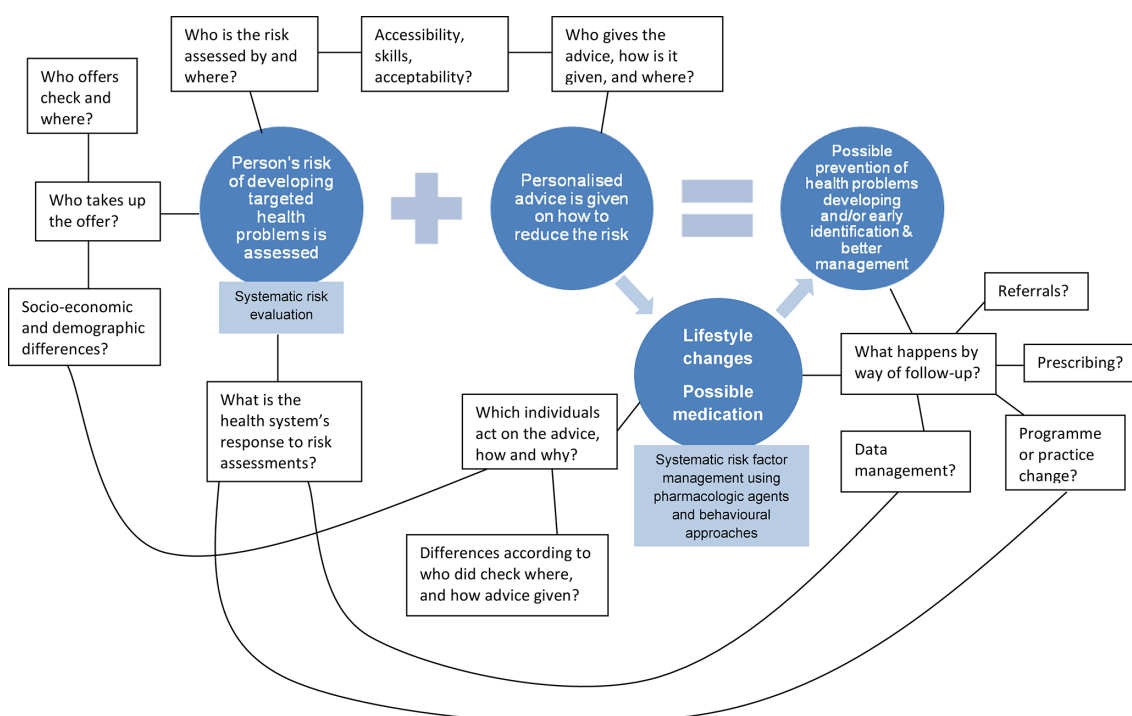 Who is the risk
assessed by and
where?
Accessibility,
skills,
acceptability?
Who gives the
advice, how is it
given, and where?
Who offers
check and
where?
Who takes up
the offer?
Socio-economic
and demographic
differences?
Person's risk
of developing
targeted
health
problems is
assessed
Systematic risk
evaluation
Personalised
advice is given
on how to
reduce the risk
Possible
prevention of
health problems
developing
and/or early
identification &
better
management
Lifestyle
changes
Possible
medication
Systematic risk factor
management using
pharmacologic agents
and behavioural
approaches
What is the
health system’s
response to risk
assessments?
Which individuals
act on the advice,
how and why?
Differences according to
who did check where,
and how advice given?
What happens by
way of follow-up?
Referrals?
Prescribing?
Data
management?
Programme
or practice
change?